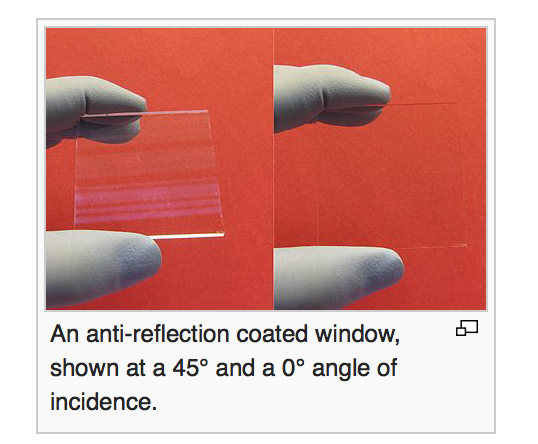 An anti-reflection coated window,
shown at a 45° and a 0° angle of
incidence.